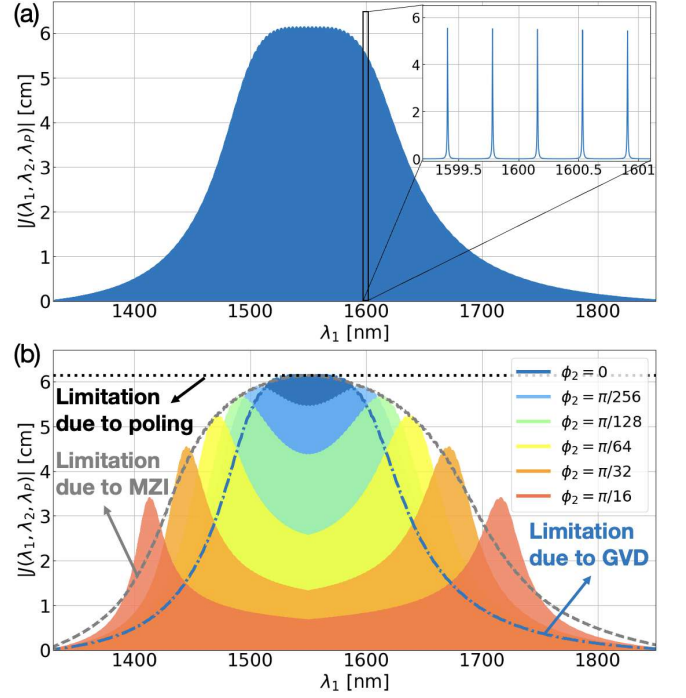 (a)
|J(λ₁, λ₂, λ_P)| [cm]
6
5
4
3
2
1
0
1400
1500
1600
1700
1800
λ₁ [nm]
6
4
2
0
1599.5
1600
1600.5
1601
(b)
|J(λ₁, λ₂, λ_P)| [cm]
6
5
4
3
2
1
0
Limitation
due to poling
Limitation
due to MZI
Limitation
due to GVD
ϕ₂ = 0
ϕ₂ = π/256
ϕ₂ = π/128
ϕ₂ = π/64
ϕ₂ = π/32
ϕ₂ = π/16
1400
1500
1600
1700
1800
λ₁ [nm]